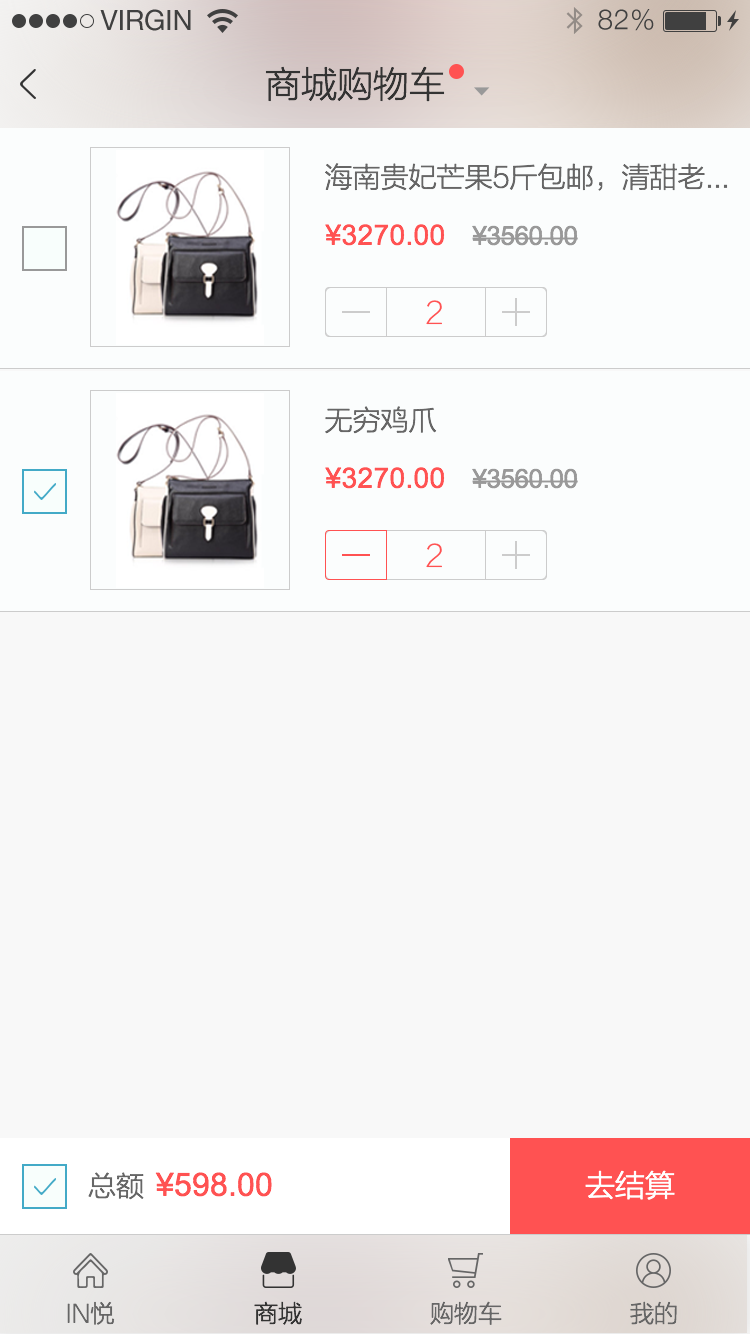 VIRGIN 82%
商城购物车
海南贵妃芒果5斤包邮，清甜老...
¥3270.00 ¥3560.00
2
无穷鸡爪
¥3270.00 ¥3560.00
2
总额 ¥598.00 去结算
IN悦 商城 购物车 我的